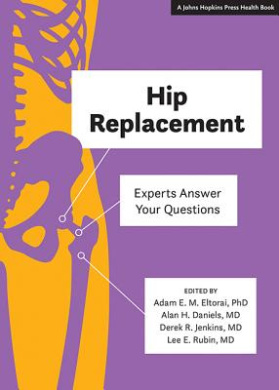 A Johns Hopkins Press Health Book
Hip
Replacement
Experts Answer
Your Questions
EDITED BY
Adam E. M. Eltorai, PhD
Alan H. Daniels, MD
Derek R. Jenkins, MD
Lee E. Rubin, MD